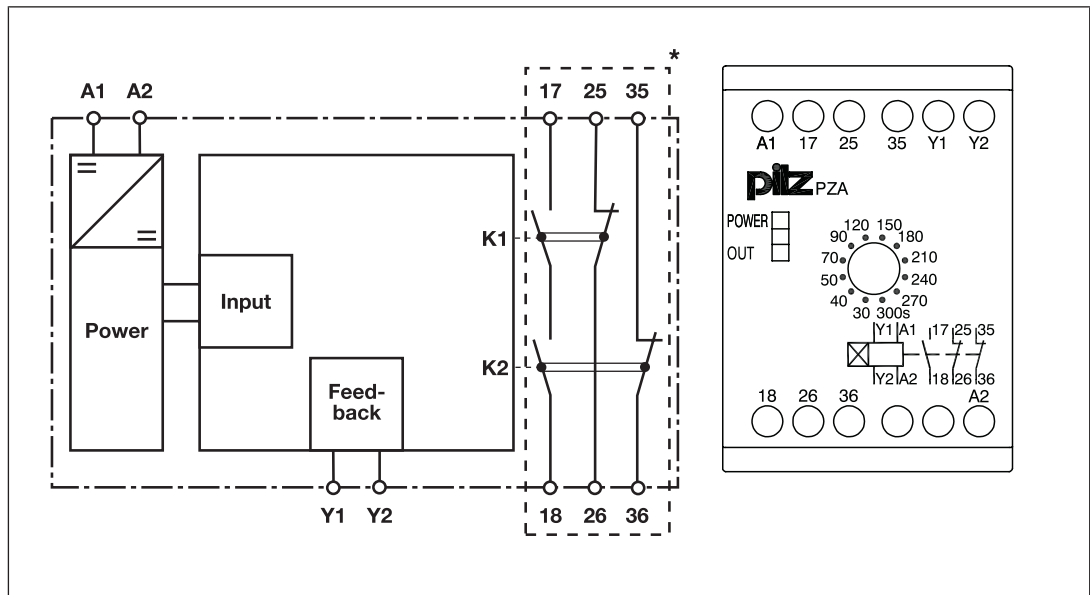 *
A1 A2 17 25 35
K1
Input
Power
K2
Feed-
back
Y1 Y2 18 26 36
A1 17 25 35 Y1 Y2
pilz PZA
POWER
OUT
120 150
90 180
70 210
50 240
40 270
30 300s
Y1 A1 17 25 35
Y2 A2 18 26 36
18 26 36 A2